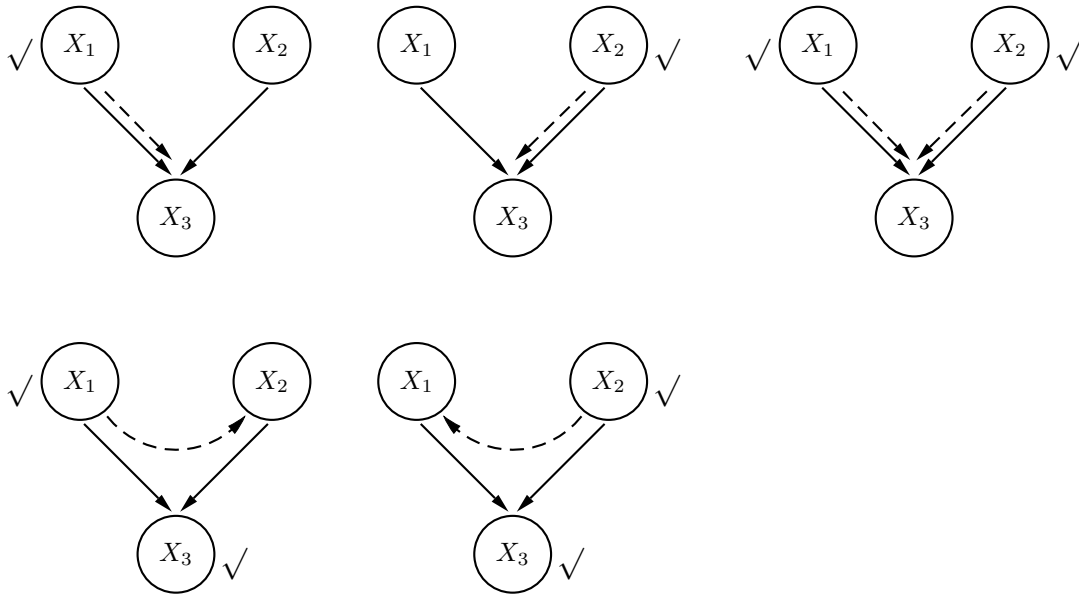 √ X₁ X₂ X₁ X₂ √ √ X₁ X₂ √
X₃ X₃ X₃
√ X₁ X₂ X₁ X₂ √
X₃ √ X₃ √